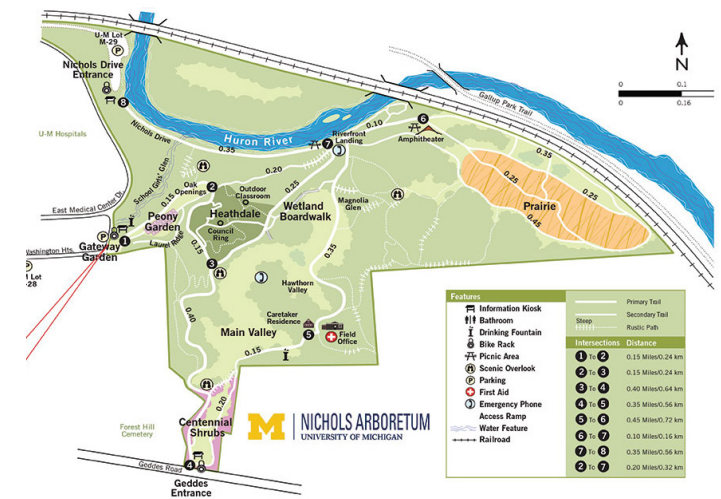 U-M Lot
M-29
P
Nichols Drive
Entrance
8
U-M Hospitals
Nichols Drive
0.35
Huron River
Riverfront
Landing
7
0.10
6
Amphitheater
Gallup Park Trail
N
0 0.1
0 0.16
School Girls' Glen
0.15
Oak
Openings
2
0.20
0.25
Outdoor
Classroom
Heathdale
Council
Ring
Wetland
Boardwalk
Magnolia
Glen
0.35
0.25
0.25
Prairie
0.45
East Medical Center Dr.
Peony
Garden
Laurel Ridge
0.15
P
Gateway
Garden
1
Washington Hts.
P
Lot
-28
3
0.35
Hawthorn
Valley
0.40
Main Valley
Caretaker
Residence
5
Field
Office
0.15
0.20
Centennial
Shrubs
Forest Hill
Cemetery
Geddes Road
4
Geddes
Entrance
M NICHOLS ARBORETUM
UNIVERSITY OF MICHIGAN
Features
Information Kiosk
Bathroom
Drinking Fountain
Bike Rack
Picnic Area
Scenic Overlook
P Parking
First Aid
Emergency Phone
Access Ramp
Water Feature
Railroad
Primary Trail
Secondary Trail
Steep
Rustic Path
Intersections Distance
1 To 2 0.15 Miles/0.24 km
2 To 3 0.15 Miles/0.24 km
3 To 4 0.40 Miles/0.64 km
4 To 5 0.35 Miles/0.56 km
5 To 6 0.45 Miles/0.72 km
6 To 7 0.10 Miles/0.16 km
7 To 8 0.35 Miles/0.56 km
2 To 7 0.20 Miles/0.32 km